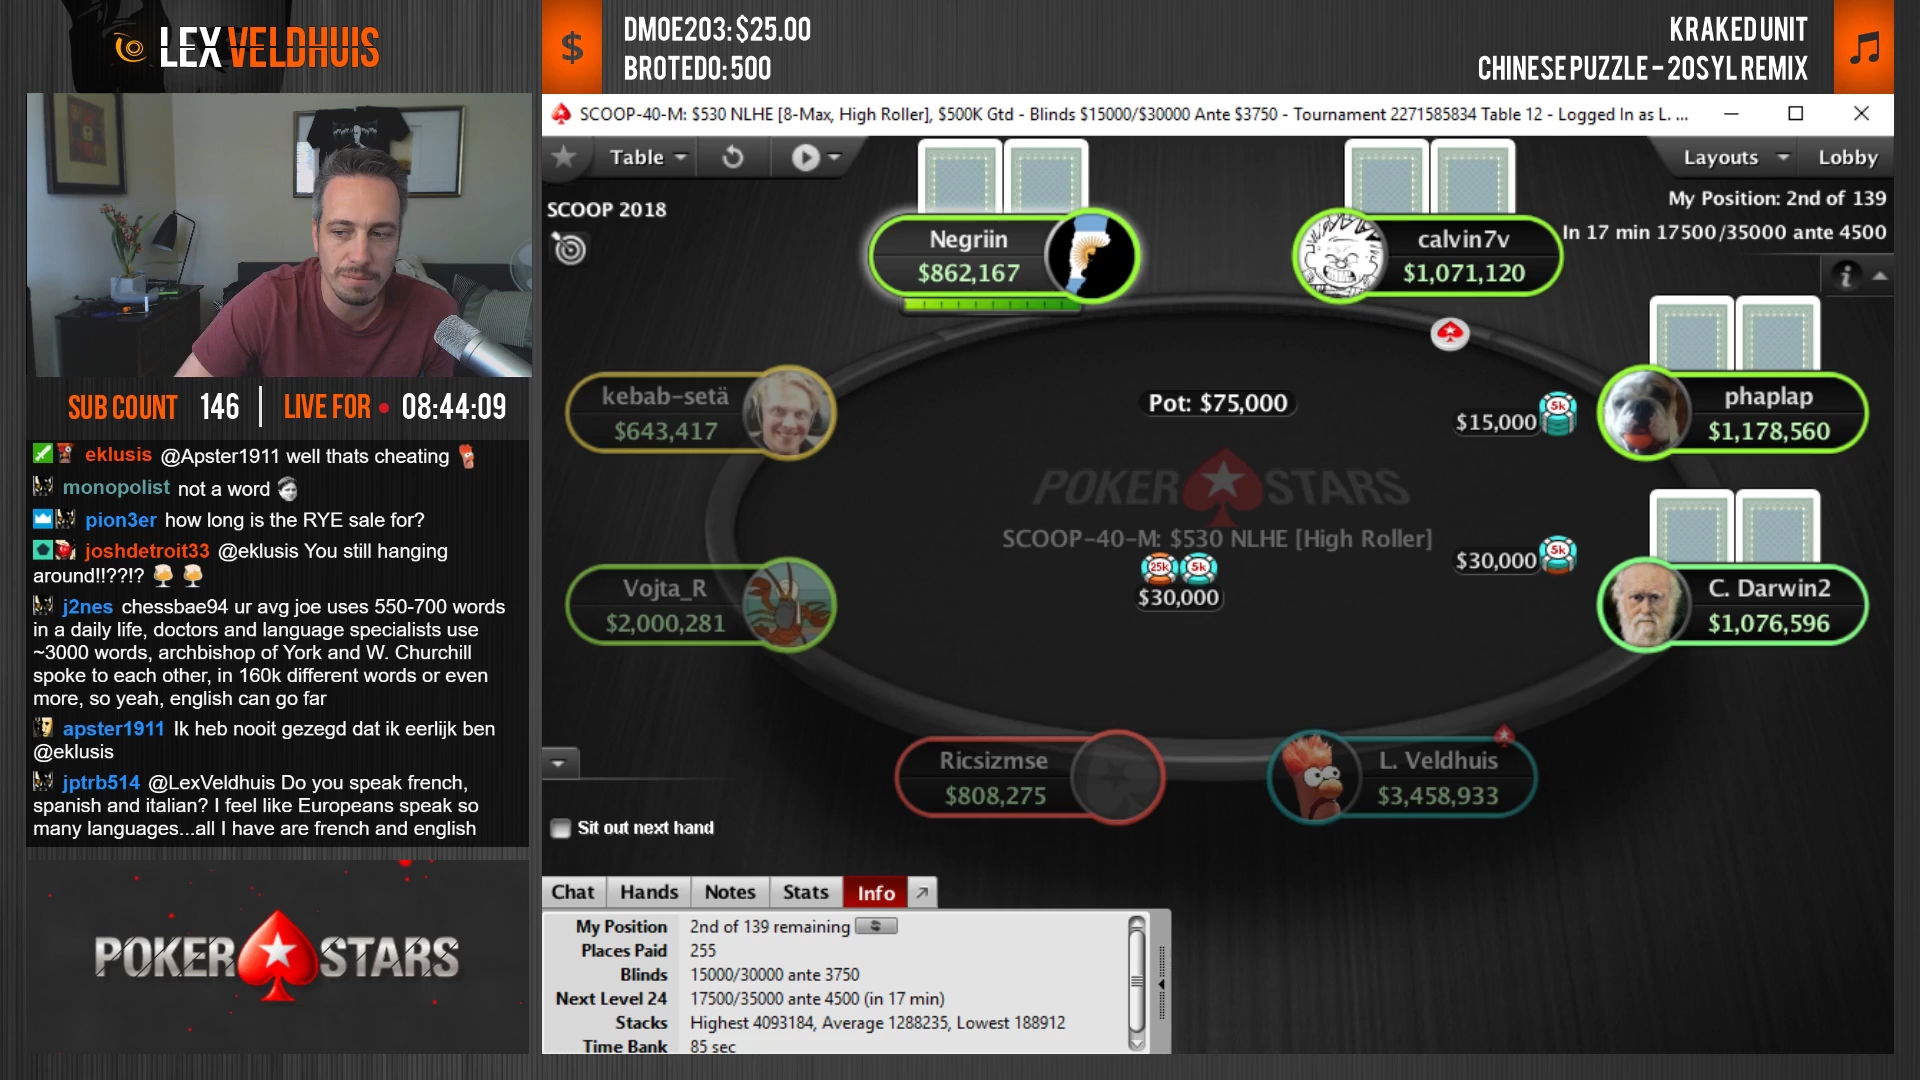 LEX VELDHUIS
$
DMOE203: $25.00
BROTEDO: 500
KRAKED UNIT
CHINESE PUZZLE - 20SYL REMIX
SUB COUNT 146 | LIVE FOR • 08:44:09
eklusis @Apster1911 well thats cheating
monopolist not a word
pion3er how long is the RYE sale for?
joshdetroit33 @eklusis You still hanging
around!!??!?
j2nes chessbae94 ur avg joe uses 550-700 words
in a daily life, doctors and language specialists use
~3000 words, archbishop of York and W. Churchill
spoke to each other, in 160k different words or even
more, so yeah, english can go far
apster1911 Ik heb nooit gezegd dat ik eerlijk ben
@eklusis
jptrb514 @LexVeldhuis Do you speak french,
spanish and italian? I feel like Europeans speak so
many languages...all I have are french and english
POKERSTARS
SCOOP-40-M: $530 NLHE [8-Max, High Roller], $500K Gtd - Blinds $15000/$30000 Ante $3750 - Tournament 2271585834 Table 12 - Logged In as L. ...
Table
Layouts
Lobby
SCOOP 2018
My Position: 2nd of 139
In 17 min 17500/35000 ante 4500
i
Negriin
$862,167
calvin7v
$1,071,120
kebab-setä
$643,417
Pot: $75,000
$15,000
5k
phaplap
$1,178,560
POKERSTARS
SCOOP-40-M: $530 NLHE [High Roller]
25k 5k
$30,000
$30,000
5k
Vojta_R
$2,000,281
C. Darwin2
$1,076,596
Ricsizmse
$808,275
L. Veldhuis
$3,458,933
Sit out next hand
Chat Hands Notes Stats Info
My Position 2nd of 139 remaining
Places Paid 255
Blinds 15000/30000 ante 3750
Next Level 24 17500/35000 ante 4500 (in 17 min)
Stacks Highest 4093184, Average 1288235, Lowest 188912
Time Bank 85 sec